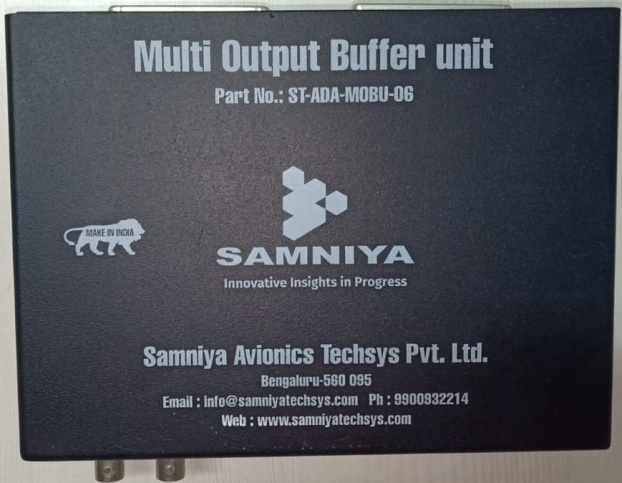 Multi Output Buffer unit
Part No.: ST-ADA-MOBU-06
MAKE IN INDIA
SAMNIYA
Innovative Insights in Progress
Samniya Avionics Techsys Pvt. Ltd.
Bengaluru-560 095
Email : info@samniyatechsys.com Ph : 9900932214
Web : www.samniyatechsys.com